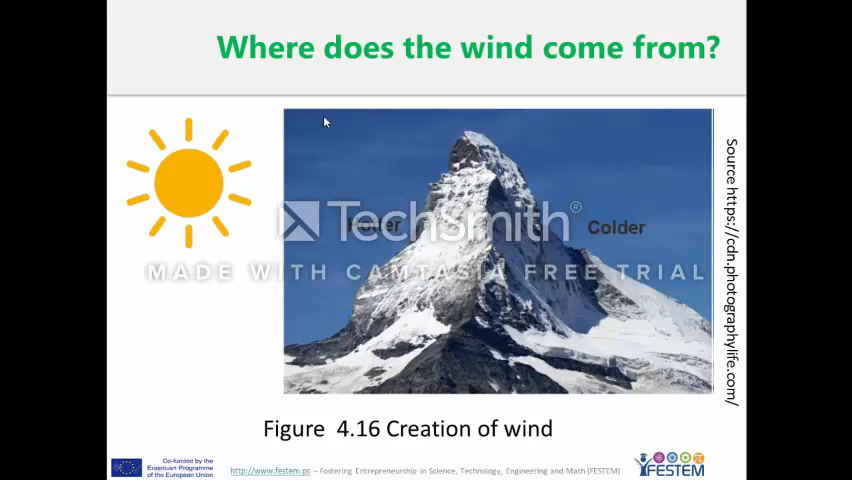 Where does the wind come from?
Hotter
Colder
TechSmith®
MADE WITH CAMTASIA FREE TRIAL
Source https://cdn.photographylife.com/
Figure 4.16 Creation of wind
Co-funded by the
Erasmus+ Programme
of the European Union
http://www.festem.ps – Fostering Entrepreneurship in Science, Technology, Engineering and Math (FESTEM)
FESTEM